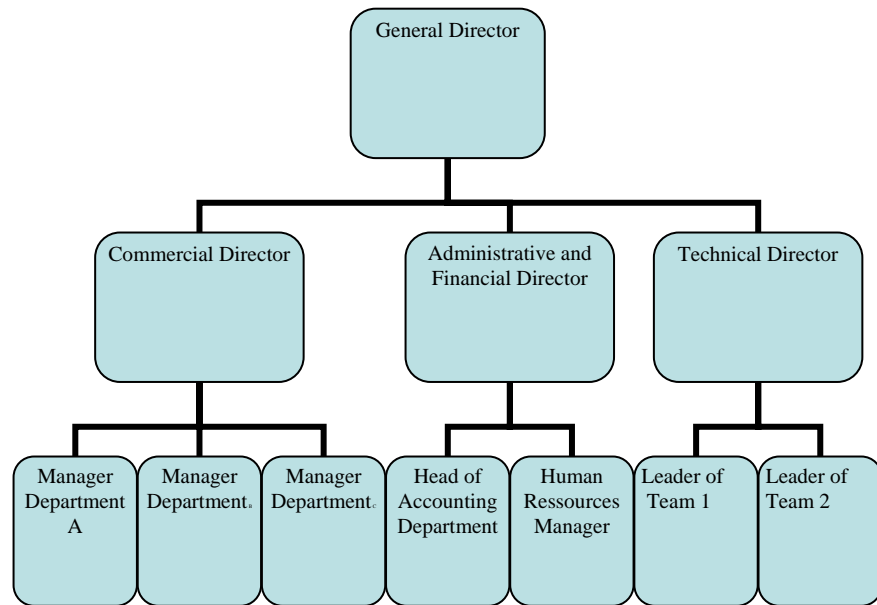 General Director
Commercial Director
Administrative and
Financial Director
Technical Director
Manager
Department
A
Manager
Department
Manager
Department c
Head of
Accounting
Department
Human
Ressources
Manager
Leader of
Team 1
Leader of
Team 2